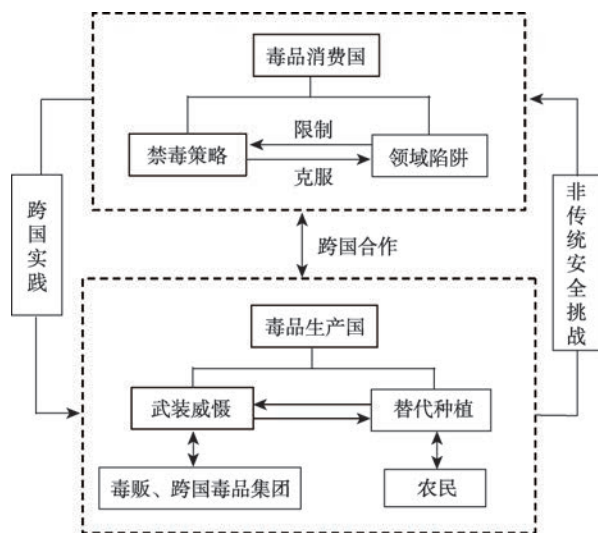 毒品消费国
限制
禁毒策略
领域陷阱
克服
跨国实践
非传统安全挑战
跨国合作
毒品生产国
武装威慑
替代种植
毒贩、跨国毒品集团
农民